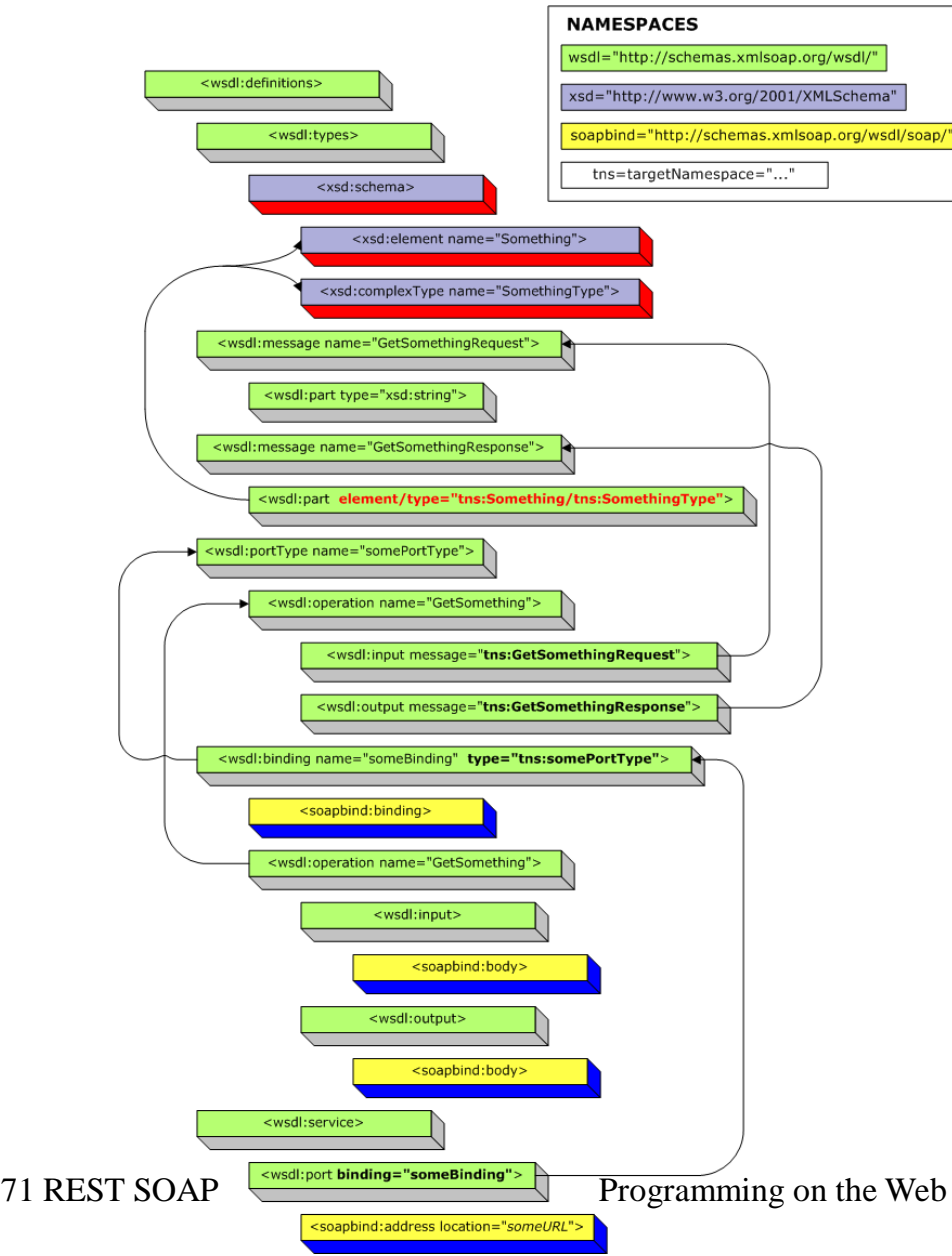 NAMESPACES
wsdl="http://schemas.xmlsoap.org/wsdl/"
xsd="http://www.w3.org/2001/XMLSchema"
soapbind="http://schemas.xmlsoap.org/wsdl/soap/"
tns=targetNamespace="..."
<wsdl:definitions>
<wsdl:types>
<xsd:schema>
<xsd:element name="Something">
<xsd:complexType name="SomethingType">
<wsdl:message name="GetSomethingRequest">
<wsdl:part type="xsd:string">
<wsdl:message name="GetSomethingResponse">
<wsdl:part element/type="tns:Something/tns:SomethingType">
<wsdl:portType name="somePortType">
<wsdl:operation name="GetSomething">
<wsdl:input message="tns:GetSomethingRequest">
<wsdl:output message="tns:GetSomethingResponse">
<wsdl:binding name="someBinding" type="tns:somePortType">
<soapbind:binding>
<wsdl:operation name="GetSomething">
<wsdl:input>
<soapbind:body>
<wsdl:output>
<soapbind:body>
<wsdl:service>
<wsdl:port binding="someBinding">
71 REST SOAP
Programming on the Web
<soapbind:address location="someURL">